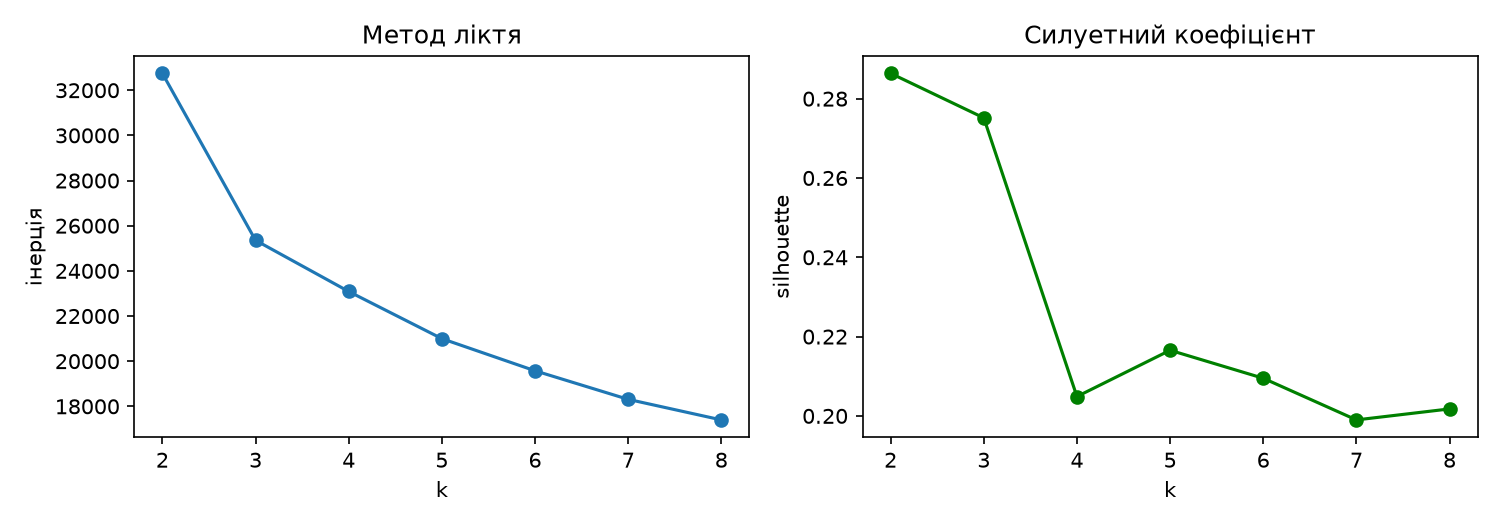 Метод ліктя
інерція
32000
30000
28000
26000
24000
22000
20000
18000
2 3 4 5 6 7 8
k
Силуетний коефіцієнт
silhouette
0.28
0.26
0.24
0.22
0.20
2 3 4 5 6 7 8
k